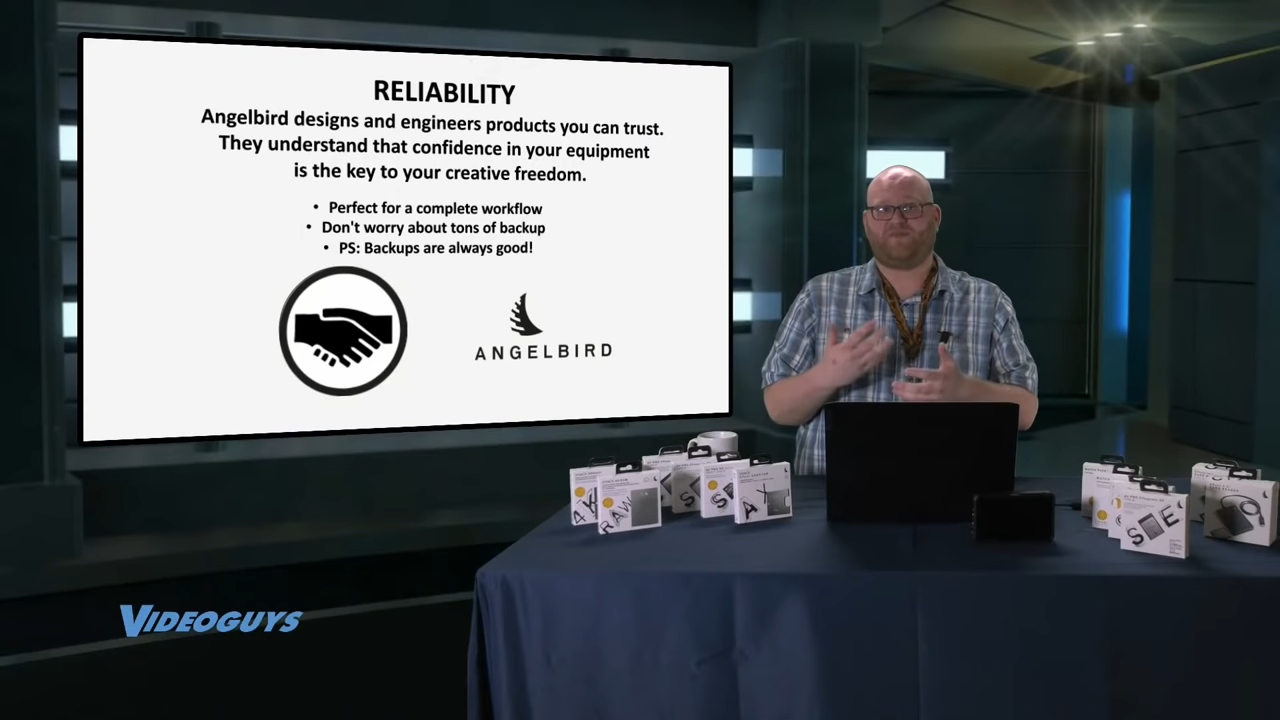 RELIABILITY
Angelbird designs and engineers products you can trust.
They understand that confidence in your equipment
is the key to your creative freedom.
• Perfect for a complete workflow
• Don't worry about tons of backup
• PS: Backups are always good!
ANGELBIRD
RAW
A X
S E
VIDEOGUYS